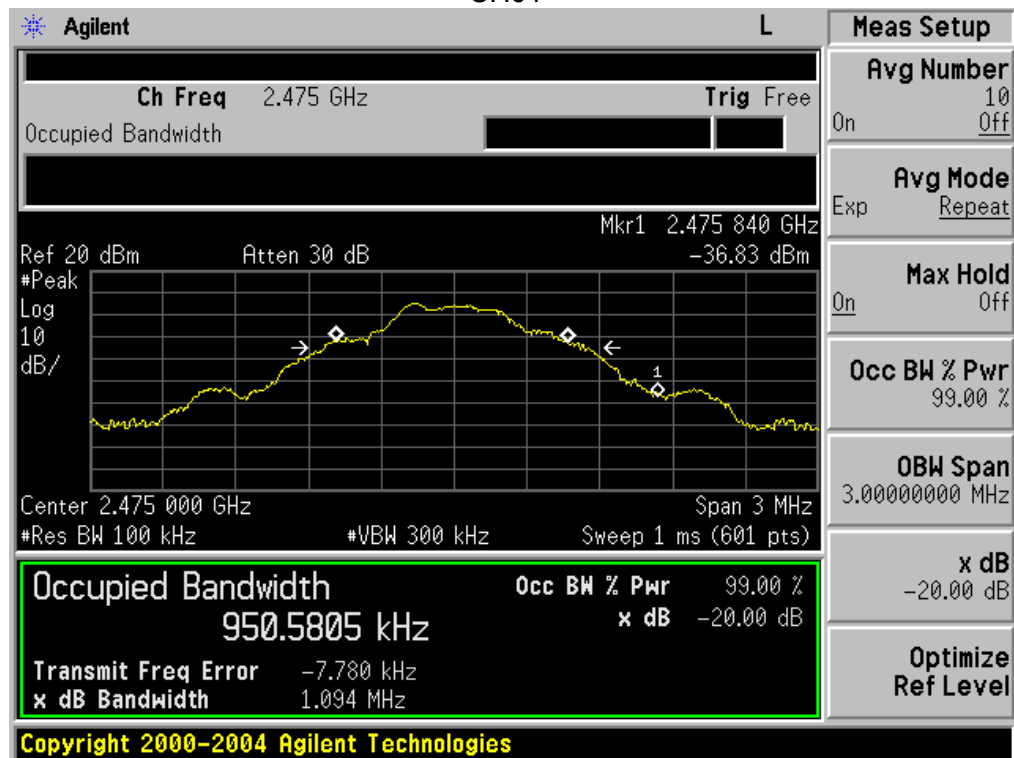 Agilent L
Ch Freq 2.475 GHz Trig Free
Occupied Bandwidth
Mkr1 2.475 840 GHz
Ref 20 dBm Atten 30 dB -36.83 dBm
#Peak
Log
10
dB/
1
Center 2.475 000 GHz Span 3 MHz
#Res BW 100 kHz #VBW 300 kHz Sweep 1 ms (601 pts)
Occupied Bandwidth Occ BW % Pwr 99.00 %
950.5805 kHz x dB -20.00 dB
Transmit Freq Error -7.780 kHz
x dB Bandwidth 1.094 MHz
Copyright 2000-2004 Agilent Technologies
Meas Setup
Avg Number
10
On Off
Avg Mode
Exp Repeat
Max Hold
On Off
Occ BW % Pwr
99.00 %
OBW Span
3.00000000 MHz
x dB
-20.00 dB
Optimize
Ref Level